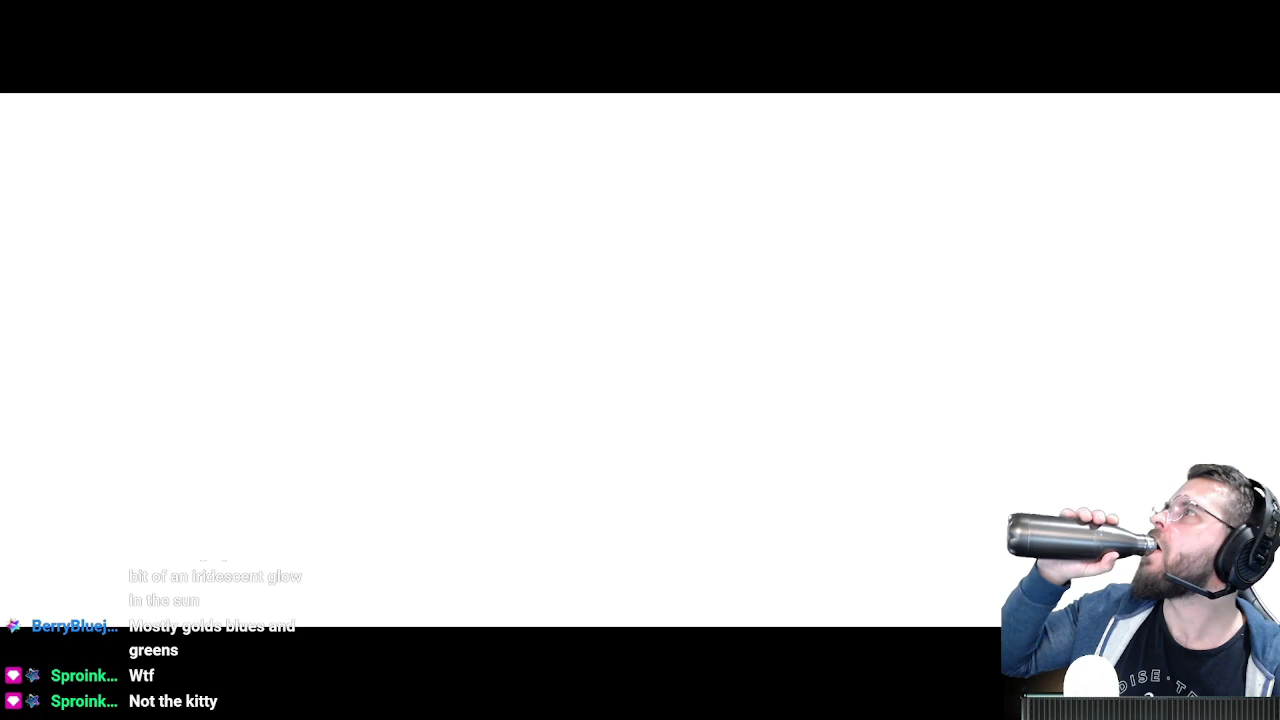 bit of an iridescent glow
in the sun
BerryBluej... Mostly golds blues and
greens
Sproink... Wtf
Sproink... Not the kitty